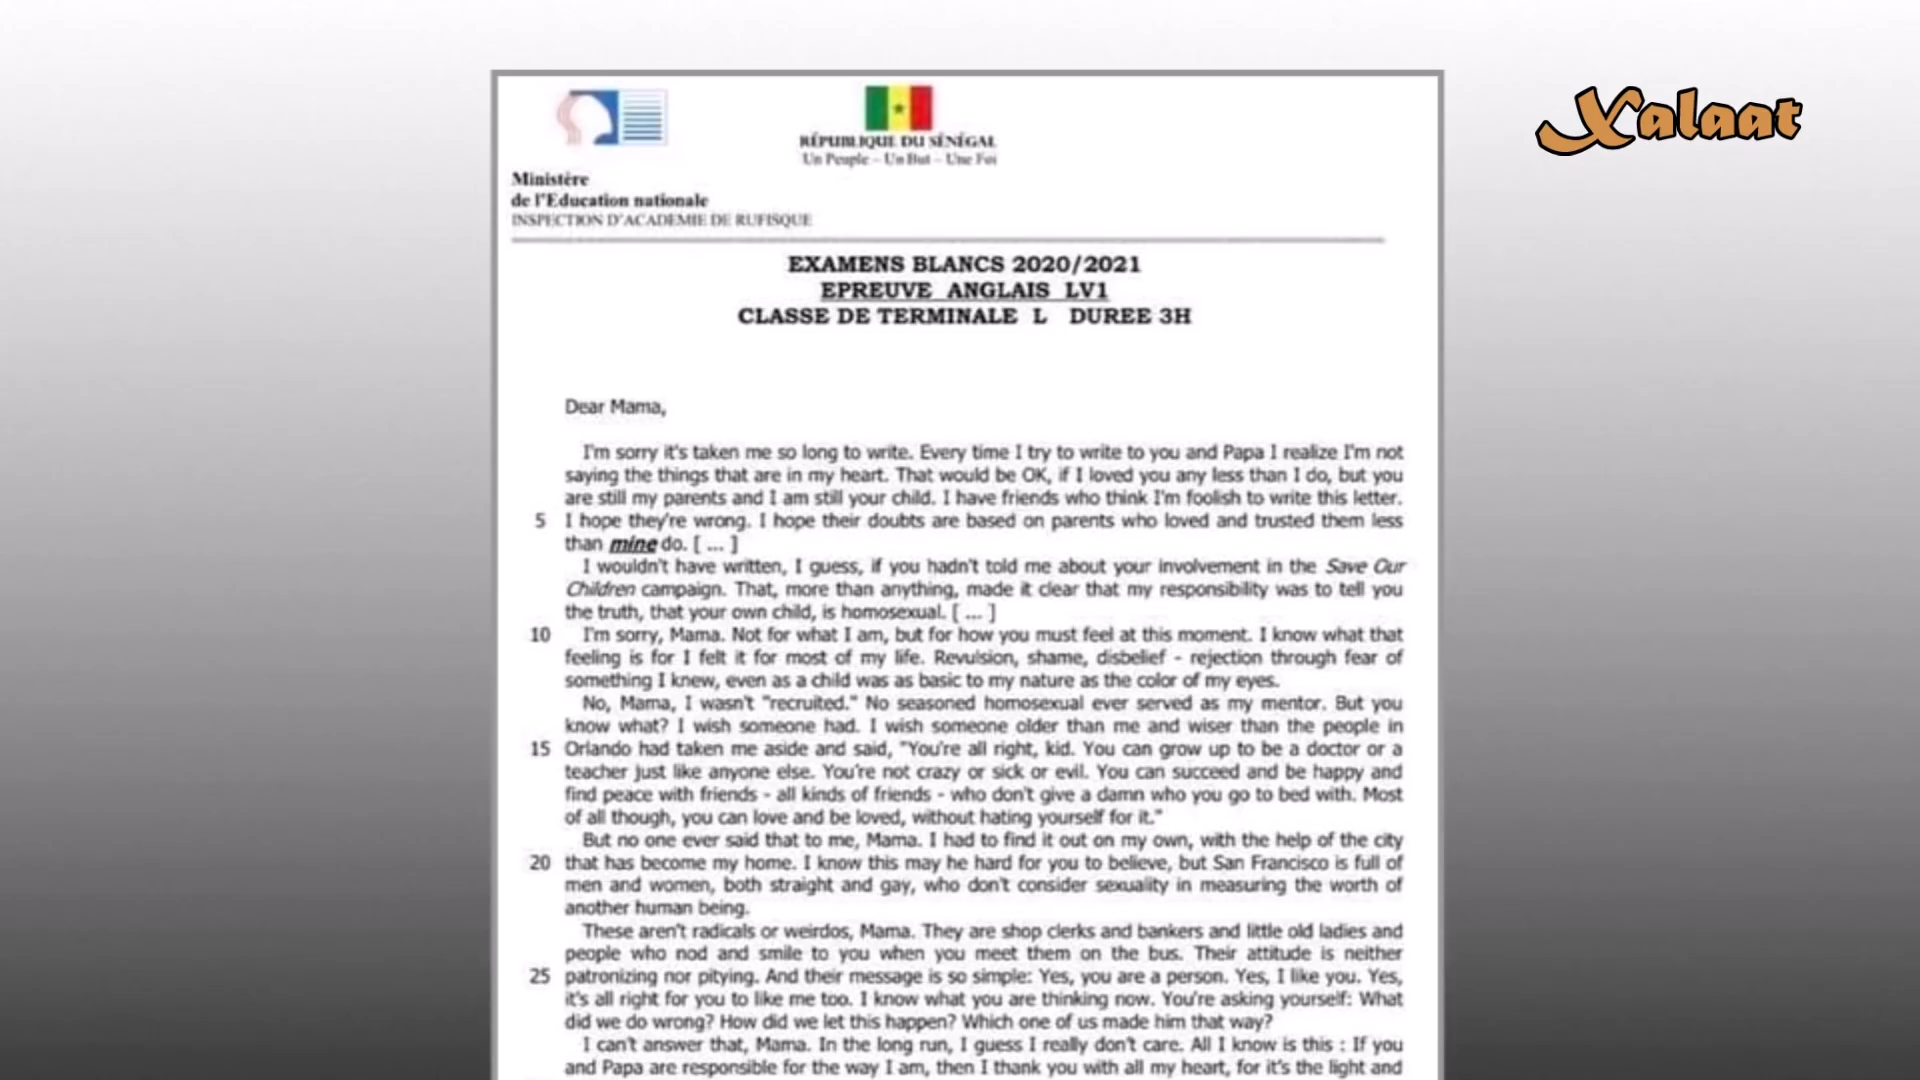 Xalaat
RÉPUBLIQUE DU SÉNÉGAL
Un Peuple – Un But – Une Foi
Ministère
de l'Education nationale
INSPECTION D'ACADEMIE DE RUFISQUE
EXAMENS BLANCS 2020/2021
EPREUVE ANGLAIS LV1
CLASSE DE TERMINALE L DUREE 3H
Dear Mama,
I'm sorry it's taken me so long to write. Every time I try to write to you and Papa I realize I'm not
saying the things that are in my heart. That would be OK, if I loved you any less than I do, but you
are still my parents and I am still your child. I have friends who think I'm foolish to write this letter.
5 I hope they're wrong. I hope their doubts are based on parents who loved and trusted them less
than mine do. [ ... ]
I wouldn't have written, I guess, if you hadn't told me about your involvement in the Save Our
Children campaign. That, more than anything, made it clear that my responsibility was to tell you
the truth, that your own child, is homosexual. [ ... ]
10 I'm sorry, Mama. Not for what I am, but for how you must feel at this moment. I know what that
feeling is for I felt it for most of my life. Revulsion, shame, disbelief - rejection through fear of
something I knew, even as a child was as basic to my nature as the color of my eyes.
No, Mama, I wasn't "recruited." No seasoned homosexual ever served as my mentor. But you
know what? I wish someone had. I wish someone older than me and wiser than the people in
15 Orlando had taken me aside and said, "You're all right, kid. You can grow up to be a doctor or a
teacher just like anyone else. You're not crazy or sick or evil. You can succeed and be happy and
find peace with friends - all kinds of friends - who don't give a damn who you go to bed with. Most
of all though, you can love and be loved, without hating yourself for it."
But no one ever said that to me, Mama. I had to find it out on my own, with the help of the city
20 that has become my home. I know this may he hard for you to believe, but San Francisco is full of
men and women, both straight and gay, who don't consider sexuality in measuring the worth of
another human being.
These aren't radicals or weirdos, Mama. They are shop clerks and bankers and little old ladies and
people who nod and smile to you when you meet them on the bus. Their attitude is neither
25 patronizing nor pitying. And their message is so simple: Yes, you are a person. Yes, I like you. Yes,
it's all right for you to like me too. I know what you are thinking now. You're asking yourself: What
did we do wrong? How did we let this happen? Which one of us made him that way?
I can't answer that, Mama. In the long run, I guess I really don't care. All I know is this : If you
and Papa are responsible for the way I am, then I thank you with all my heart, for it's the light and